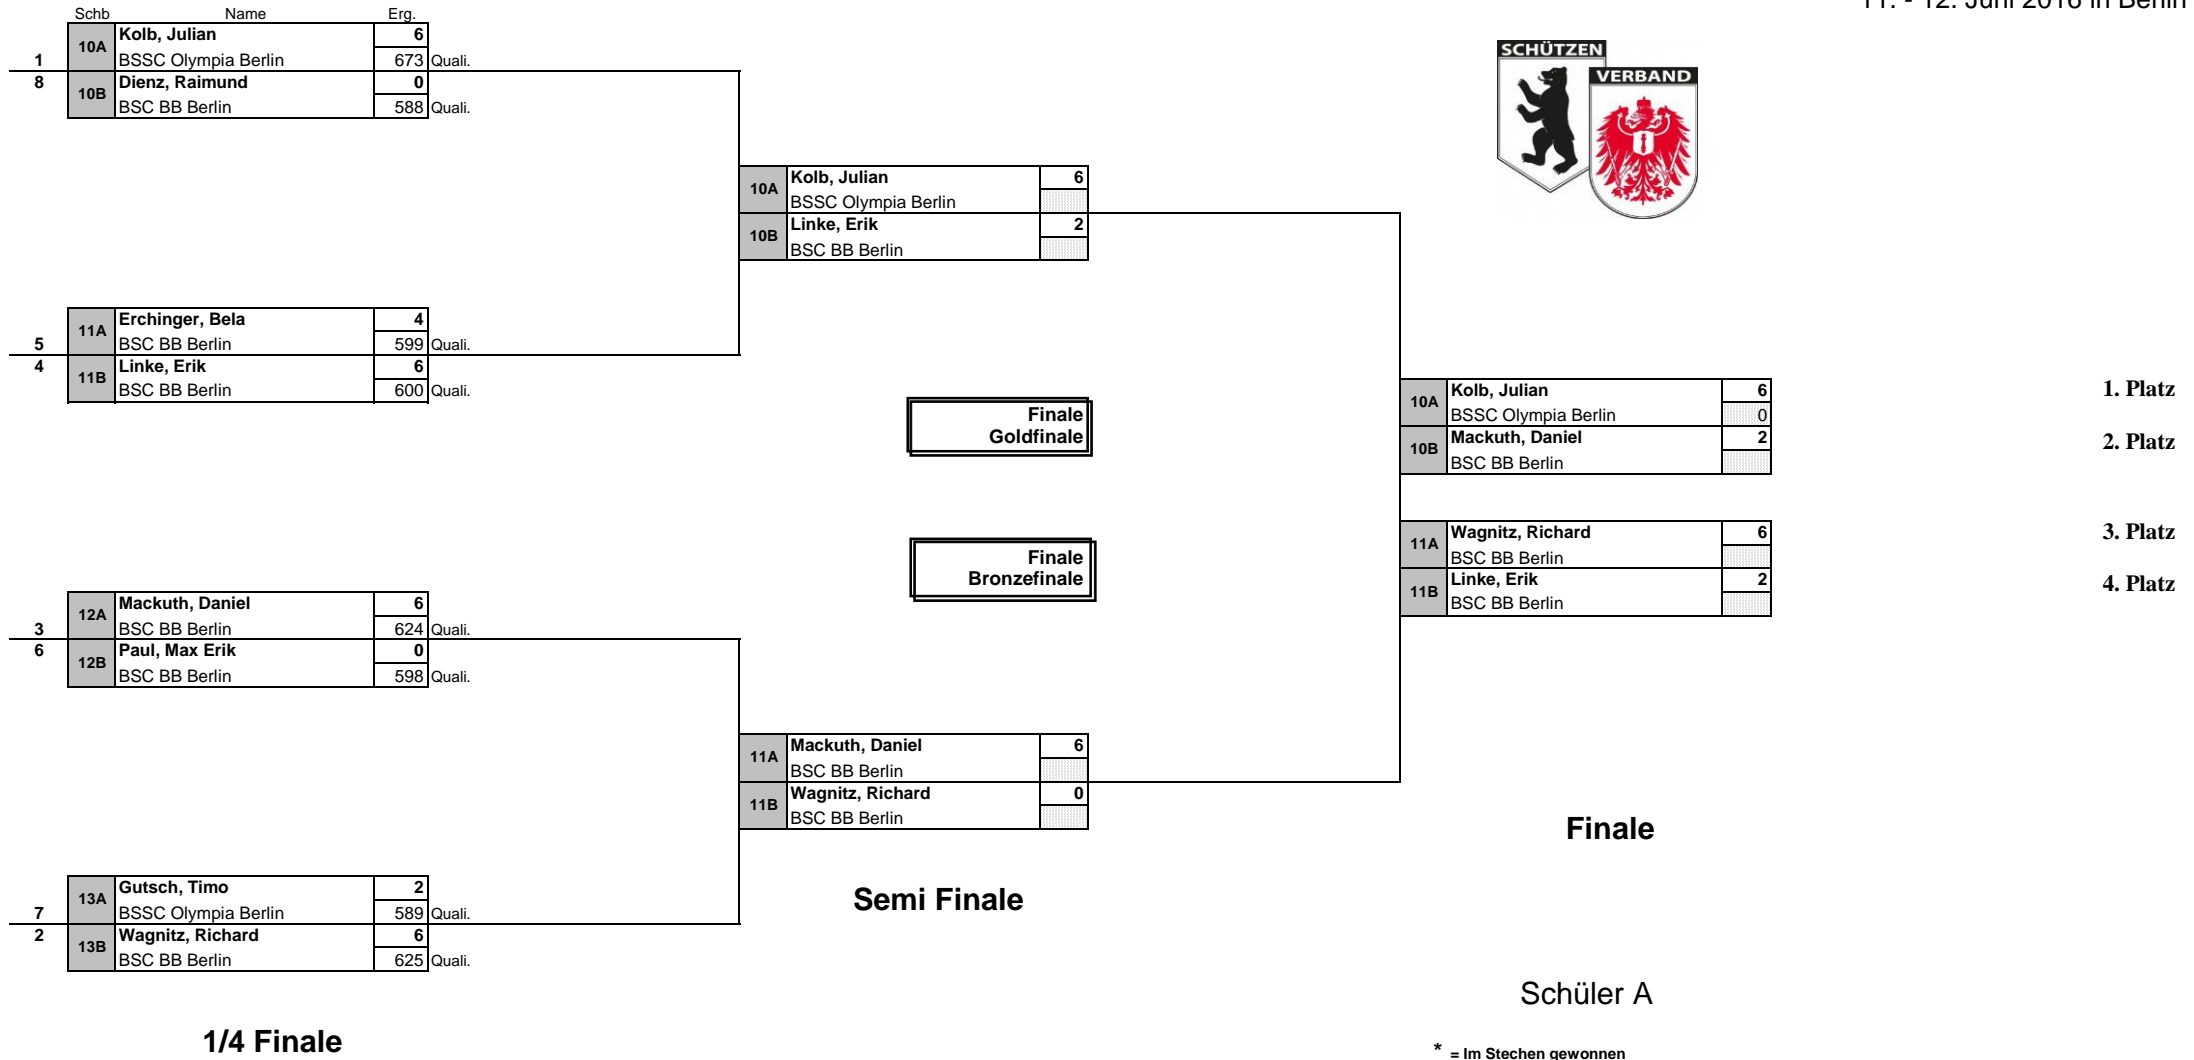 11. - 12. Juni 2016 in Berlin
Schb Name Erg.
10A Kolb, Julian 6
1 BSSC Olympia Berlin 673 Quali.
8 10B Dienz, Raimund 0
BSC BB Berlin 588 Quali.
11A Erchinger, Bela 4
5 BSC BB Berlin 599 Quali.
4 11B Linke, Erik 6
BSC BB Berlin 600 Quali.
12A Mackuth, Daniel 6
3 BSC BB Berlin 624 Quali.
6 12B Paul, Max Erik 0
BSC BB Berlin 598 Quali.
13A Gutsch, Timo 2
7 BSSC Olympia Berlin 589 Quali.
2 13B Wagnitz, Richard 6
BSC BB Berlin 625 Quali.
1/4 Finale
10A Kolb, Julian 6
BSSC Olympia Berlin
10B Linke, Erik 2
BSC BB Berlin
Finale
Goldfinale
Finale
Bronzefinale
11A Mackuth, Daniel 6
BSC BB Berlin
11B Wagnitz, Richard 0
BSC BB Berlin
Semi Finale
SCHÜTZEN
VERBAND
10A Kolb, Julian 6 1. Platz
BSSC Olympia Berlin 0
10B Mackuth, Daniel 2 2. Platz
BSC BB Berlin
11A Wagnitz, Richard 6 3. Platz
BSC BB Berlin
11B Linke, Erik 2 4. Platz
BSC BB Berlin
Finale
Schüler A
* = Im Stechen gewonnen